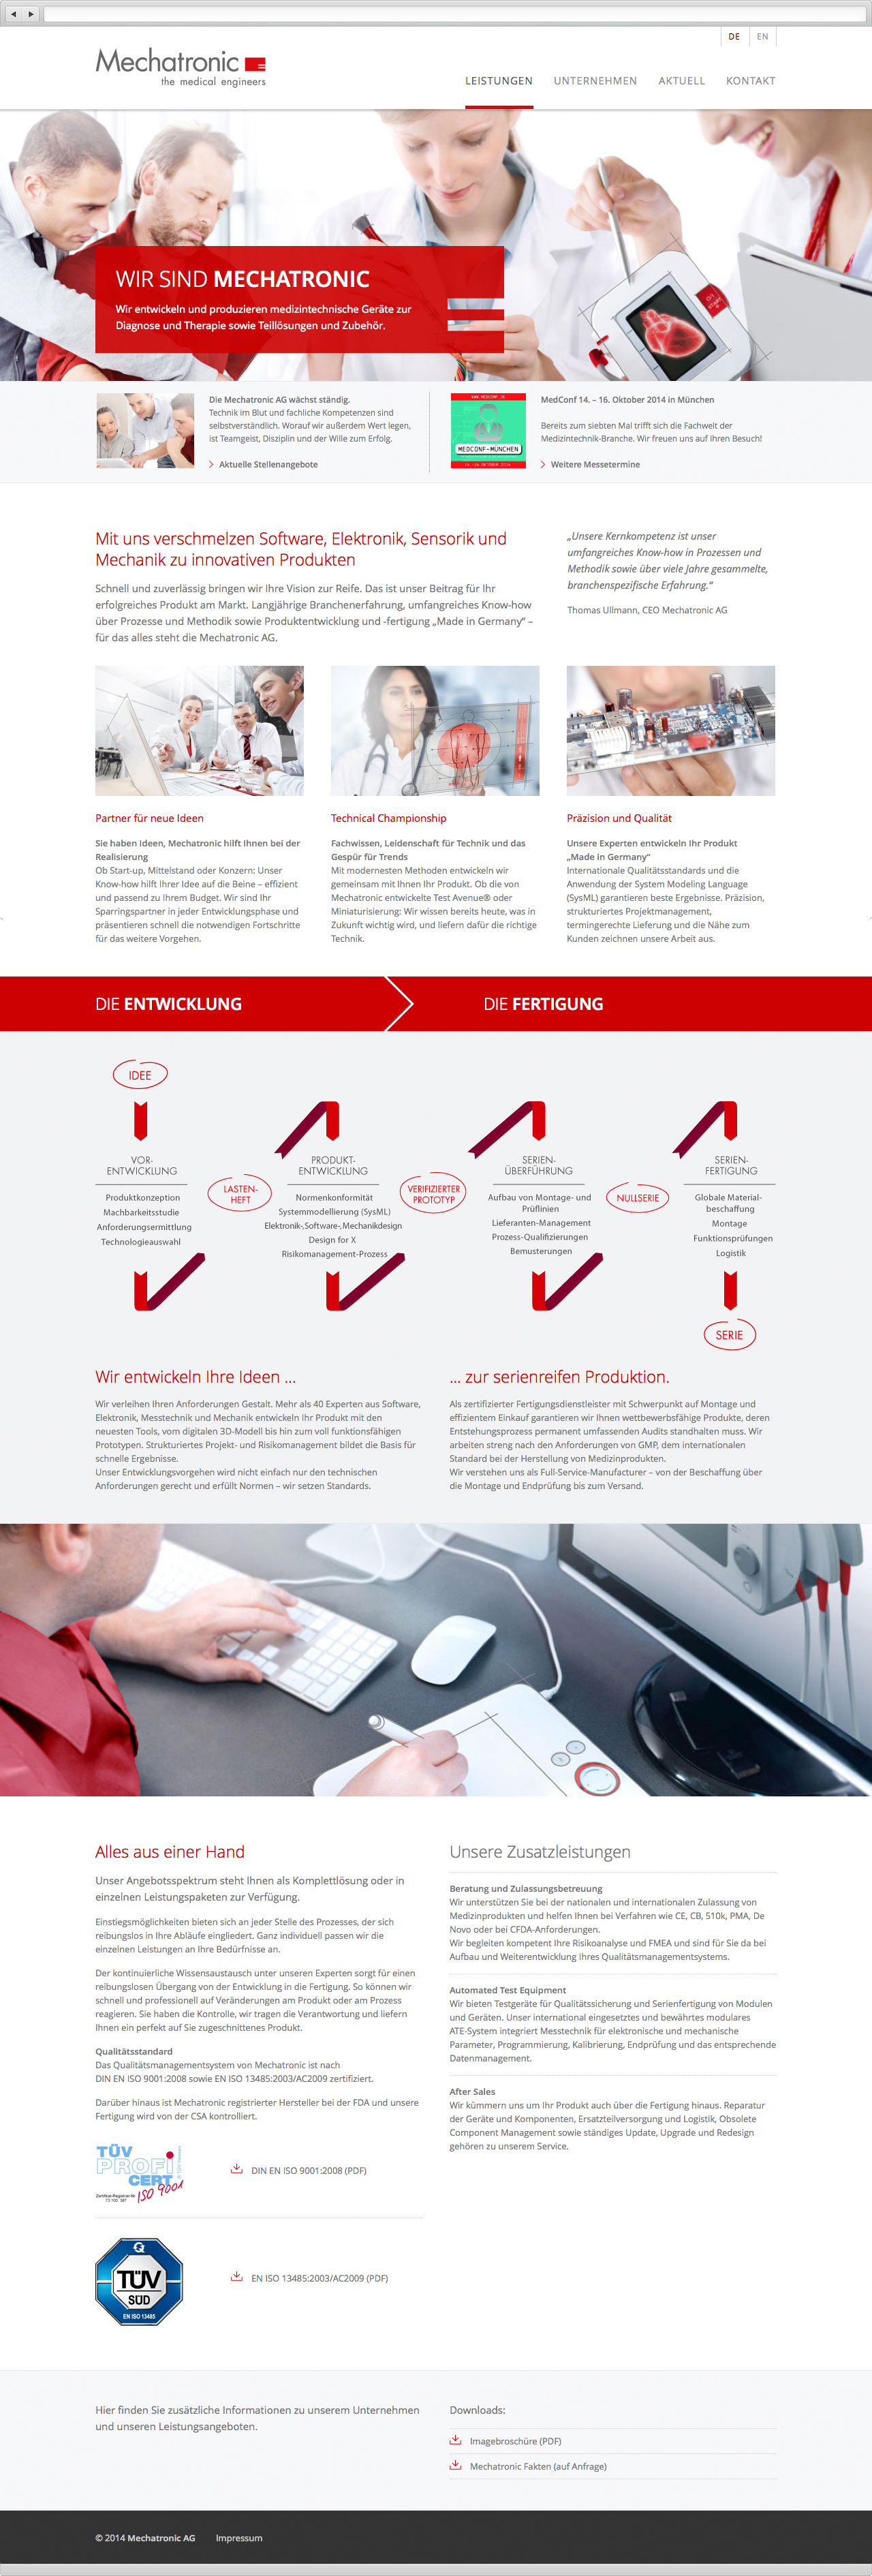 DE
EN
Mechatronic
the medical engineers
LEISTUNGEN
UNTERNEHMEN
AKTUELL
KONTAKT
WIR SIND MECHATRONIC
Wir entwickeln und produzieren medizintechnische Geräte zur
Diagnose und Therapie sowie Teillösungen und Zubehör.
Die Mechatronic AG wächst ständig.
Technik im Blut und fachliche Kompetenzen sind
selbstverständlich. Worauf wir außerdem Wert legen,
ist Teamgeist, Disziplin und der Wille zum Erfolg.
Aktuelle Stellenangebote
WWW.MEDCONF.DE
MEDCONF-MÜNCHEN
14.-16.OKTOBER 2014
MedConf 14. – 16. Oktober 2014 in München
Bereits zum siebten Mal trifft sich die Fachwelt der
Medizintechnik-Branche. Wir freuen uns auf Ihren Besuch!
Weitere Messetermine
Mit uns verschmelzen Software, Elektronik, Sensorik und
Mechanik zu innovativen Produkten
Schnell und zuverlässig bringen wir Ihre Vision zur Reife. Das ist unser Beitrag für Ihr
erfolgreiches Produkt am Markt. Langjährige Branchenerfahrung, umfangreiches Know-how
über Prozesse und Methodik sowie Produktentwicklung und -fertigung „Made in Germany“ –
für das alles steht die Mechatronic AG.
„Unsere Kernkompetenz ist unser
umfangreiches Know-how in Prozessen und
Methodik sowie über viele Jahre gesammelte,
branchenspezifische Erfahrung.“
Thomas Ullmann, CEO Mechatronic AG
Partner für neue Ideen
Sie haben Ideen, Mechatronic hilft Ihnen bei der
Realisierung
Ob Start-up, Mittelstand oder Konzern: Unser
Know-how hilft Ihrer Idee auf die Beine – effizient
und passend zu Ihrem Budget. Wir sind Ihr
Sparringspartner in jeder Entwicklungsphase und
präsentieren schnell die notwendigen Fortschritte
für das weitere Vorgehen.
Technical Championship
Fachwissen, Leidenschaft für Technik und das
Gespür für Trends
Mit modernesten Methoden entwickeln wir
gemeinsam mit Ihnen Ihr Produkt. Ob die von
Mechatronic entwickelte Test Avenue® oder
Miniaturisierung: Wir wissen bereits heute, was in
Zukunft wichtig wird, und liefern dafür die richtige
Technik.
Präzision und Qualität
Unsere Experten entwickeln Ihr Produkt
„Made in Germany“
Internationale Qualitätsstandards und die
Anwendung der System Modeling Language
(SysML) garantieren beste Ergebnisse. Präzision,
strukturiertes Projektmanagement,
termingerechte Lieferung und die Nähe zum
Kunden zeichnen unsere Arbeit aus.
DIE ENTWICKLUNG
DIE FERTIGUNG
IDEE
VOR-
ENTWICKLUNG
Produktkonzeption
Machbarkeitsstudie
Anforderungsermittlung
Technologieauswahl
LASTEN-
HEFT
PRODUKT-
ENTWICKLUNG
Normenkonformität
Systemmodellierung (SysML)
Elektronik-, Software-, Mechanikdesign
Design for X
Risikomanagement-Prozess
VERIFIZIERTER
PROTOTYP
SERIEN-
ÜBERFÜHRUNG
Aufbau von Montage- und
Prüflinien
Lieferanten-Management
Prozess-Qualifizierungen
Bemusterungen
NULLSERIE
SERIEN-
FERTIGUNG
Globale Material-
beschaffung
Montage
Funktionsprüfungen
Logistik
SERIE
Wir entwickeln Ihre Ideen ...
Wir verleihen Ihren Anforderungen Gestalt. Mehr als 40 Experten aus Software,
Elektronik, Messtechnik und Mechanik entwickeln Ihr Produkt mit den
neuesten Tools, vom digitalen 3D-Modell bis hin zum voll funktionsfähigen
Prototypen. Strukturiertes Projekt- und Risikomanagement bildet die Basis für
schnelle Ergebnisse.
Unser Entwicklungsvorgehen wird nicht einfach nur den technischen
Anforderungen gerecht und erfüllt Normen – wir setzen Standards.
... zur serienreifen Produktion.
Als zertifizierter Fertigungsdienstleister mit Schwerpunkt auf Montage und
effizientem Einkauf garantieren wir Ihnen wettbewerbsfähige Produkte, deren
Entstehungsprozess permanent umfassenden Audits standhalten muss. Wir
arbeiten streng nach den Anforderungen von GMP, dem internationalen
Standard bei der Herstellung von Medizinprodukten.
Wir verstehen uns als Full-Service-Manufacturer – von der Beschaffung über
die Montage und Endprüfung bis zum Versand.
Alles aus einer Hand
Unser Angebotsspektrum steht Ihnen als Komplettlösung oder in
einzelnen Leistungspaketen zur Verfügung.
Einstiegsmöglichkeiten bieten sich an jeder Stelle des Prozesses, der sich
reibungslos in Ihre Abläufe eingliedert. Ganz individuell passen wir die
einzelnen Leistungen an Ihre Bedürfnisse an.
Der kontinuierliche Wissensaustausch unter unseren Experten sorgt für einen
reibungslosen Übergang von der Entwicklung in die Fertigung. So können wir
schnell und professionell auf Veränderungen am Produkt oder am Prozess
reagieren. Sie haben die Kontrolle, wir tragen die Verantwortung und liefern
Ihnen ein perfekt auf Sie zugeschnittenes Produkt.
Qualitätsstandard
Das Qualitätsmanagementsystem von Mechatronic ist nach
DIN EN ISO 9001:2008 sowie EN ISO 13485:2003/AC2009 zertifiziert.
Darüber hinaus ist Mechatronic registrierter Hersteller bei der FDA und unsere
Fertigung wird von der CSA kontrolliert.
TÜV
PROFI
CERT
ISO 9001
Zertifikat-Registrier-Nr.
73 100 387
DIN EN ISO 9001:2008 (PDF)
TÜV
SÜD
EN ISO 13485
EN ISO 13485:2003/AC2009 (PDF)
Unsere Zusatzleistungen
Beratung und Zulassungsbetreuung
Wir unterstützen Sie bei der nationalen und internationalen Zulassung von
Medizinprodukten und helfen Ihnen bei Verfahren wie CE, CB, 510k, PMA, De
Novo oder bei CFDA-Anforderungen.
Wir begleiten kompetent Ihre Risikoanalyse und FMEA und sind für Sie da bei
Aufbau und Weiterentwicklung Ihres Qualitätsmanagementsystems.
Automated Test Equipment
Wir bieten Testgeräte für Qualitätssicherung und Serienfertigung von Modulen
und Geräten. Unser international eingesetztes und bewährtes modulares
ATE-System integriert Messtechnik für elektronische und mechanische
Parameter, Programmierung, Kalibrierung, Endprüfung und das entsprechende
Datenmanagement.
After Sales
Wir kümmern uns um Ihr Produkt auch über die Fertigung hinaus. Reparatur
der Geräte und Komponenten, Ersatzteilversorgung und Logistik, Obsolete
Component Management sowie ständiges Update, Upgrade und Redesign
gehören zu unserem Service.
Hier finden Sie zusätzliche Informationen zu unserem Unternehmen
und unseren Leistungsangeboten.
Downloads:
Imagebroschüre (PDF)
Mechatronic Fakten (auf Anfrage)
© 2014 Mechatronic AG
Impressum